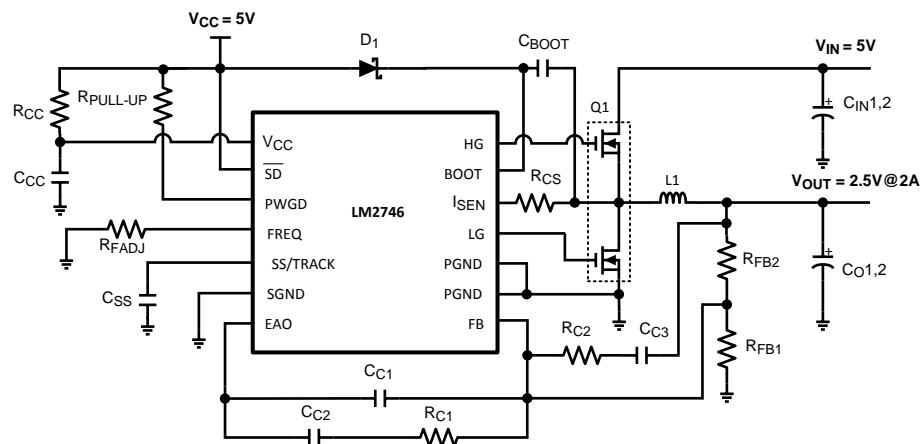 VCC = 5V
D1
CBOOT
VIN = 5V
RCC
RPULL-UP
Q1
CIN1,2
VCC
HG
CCC
SD
BOOT
RCS
L1
VOUT = 2.5V@2A
PWGD
LM2746
ISEN
FREQ
LG
RFADJ
RFB2
SS/TRACK
PGND
CO1,2
CSS
SGND
PGND
EAO
FB
RC2
CC3
RFB1
CC1
CC2
RC1